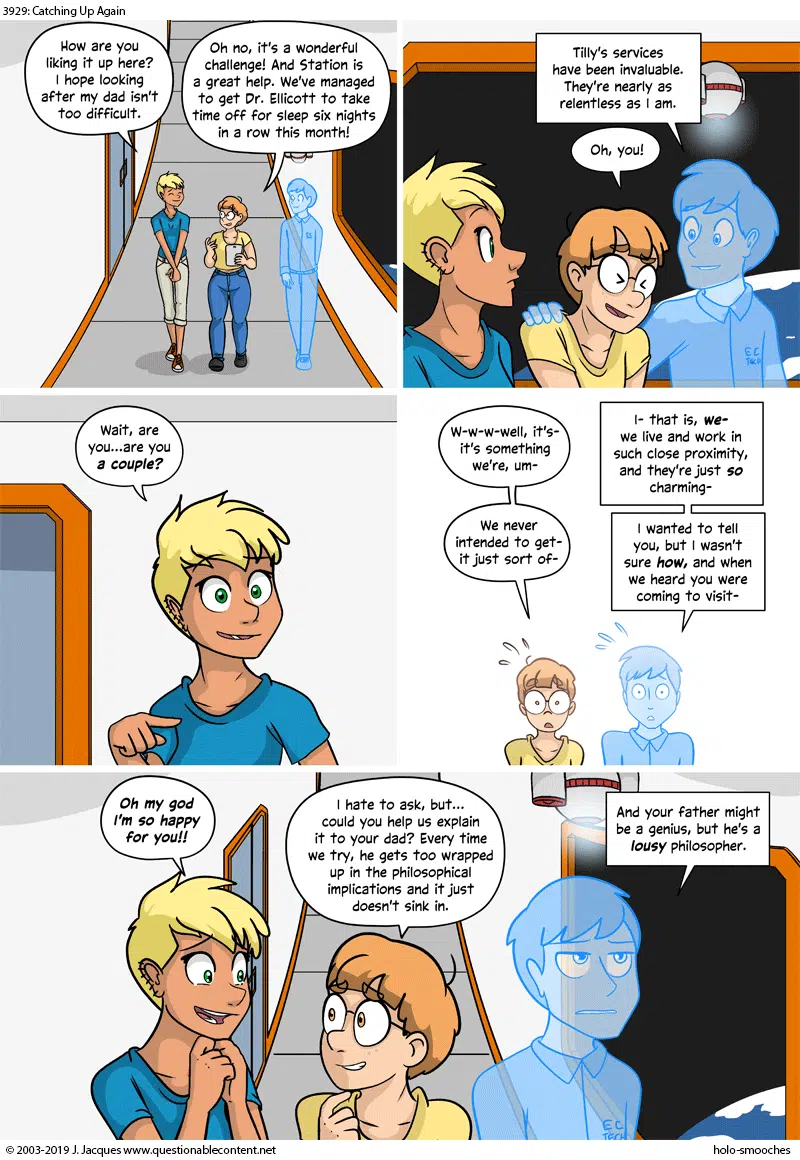 3929: Catching Up Again
How are you
liking it up here?
I hope looking
after my dad isn't
too difficult.
Oh no, it's a wonderful
challenge! And Station is
a great help. We've managed
to get Dr. Ellicott to take
time off for sleep six nights
in a row this month!
Tilly's services
have been invaluable.
They're nearly as
relentless as I am.
Oh, you!
E.C
TECH
Wait, are
you...are you
a couple?
W-w-w-well, it's-
it's something
we're, um-
We never
intended to get-
it just sort of-
I- that is, we-
we live and work in
such close proximity,
and they're just so
charming-
I wanted to tell
you, but I wasn't
sure how, and when
we heard you were
coming to visit-
Oh my god
I'm so happy
for you!!
I hate to ask, but...
could you help us explain
it to your dad? Every time
we try, he gets too wrapped
up in the philosophical
implications and it just
doesn't sink in.
And your father might
be a genius, but he's a
lousy philosopher.
E.C
TECH
© 2003-2019 J. Jacques www.questionablecontent.net
holo-smooches